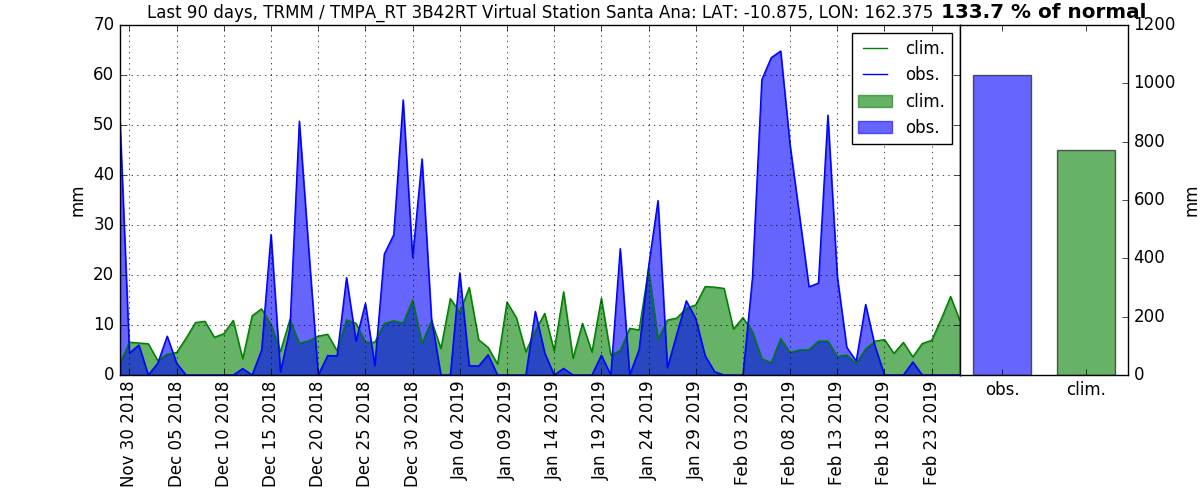 Last 90 days, TRMM / TMPA_RT 3B42RT Virtual Station Santa Ana: LAT: -10.875, LON: 162.375 133.7 % of normal
70
60
50
40
30
20
10
0
mm
clim.
obs.
clim.
obs.
1200
1000
800
600
400
200
0
mm
obs. clim.
Nov 30 2018
Dec 05 2018
Dec 10 2018
Dec 15 2018
Dec 20 2018
Dec 25 2018
Dec 30 2018
Jan 04 2019
Jan 09 2019
Jan 14 2019
Jan 19 2019
Jan 24 2019
Jan 29 2019
Feb 03 2019
Feb 08 2019
Feb 13 2019
Feb 18 2019
Feb 23 2019